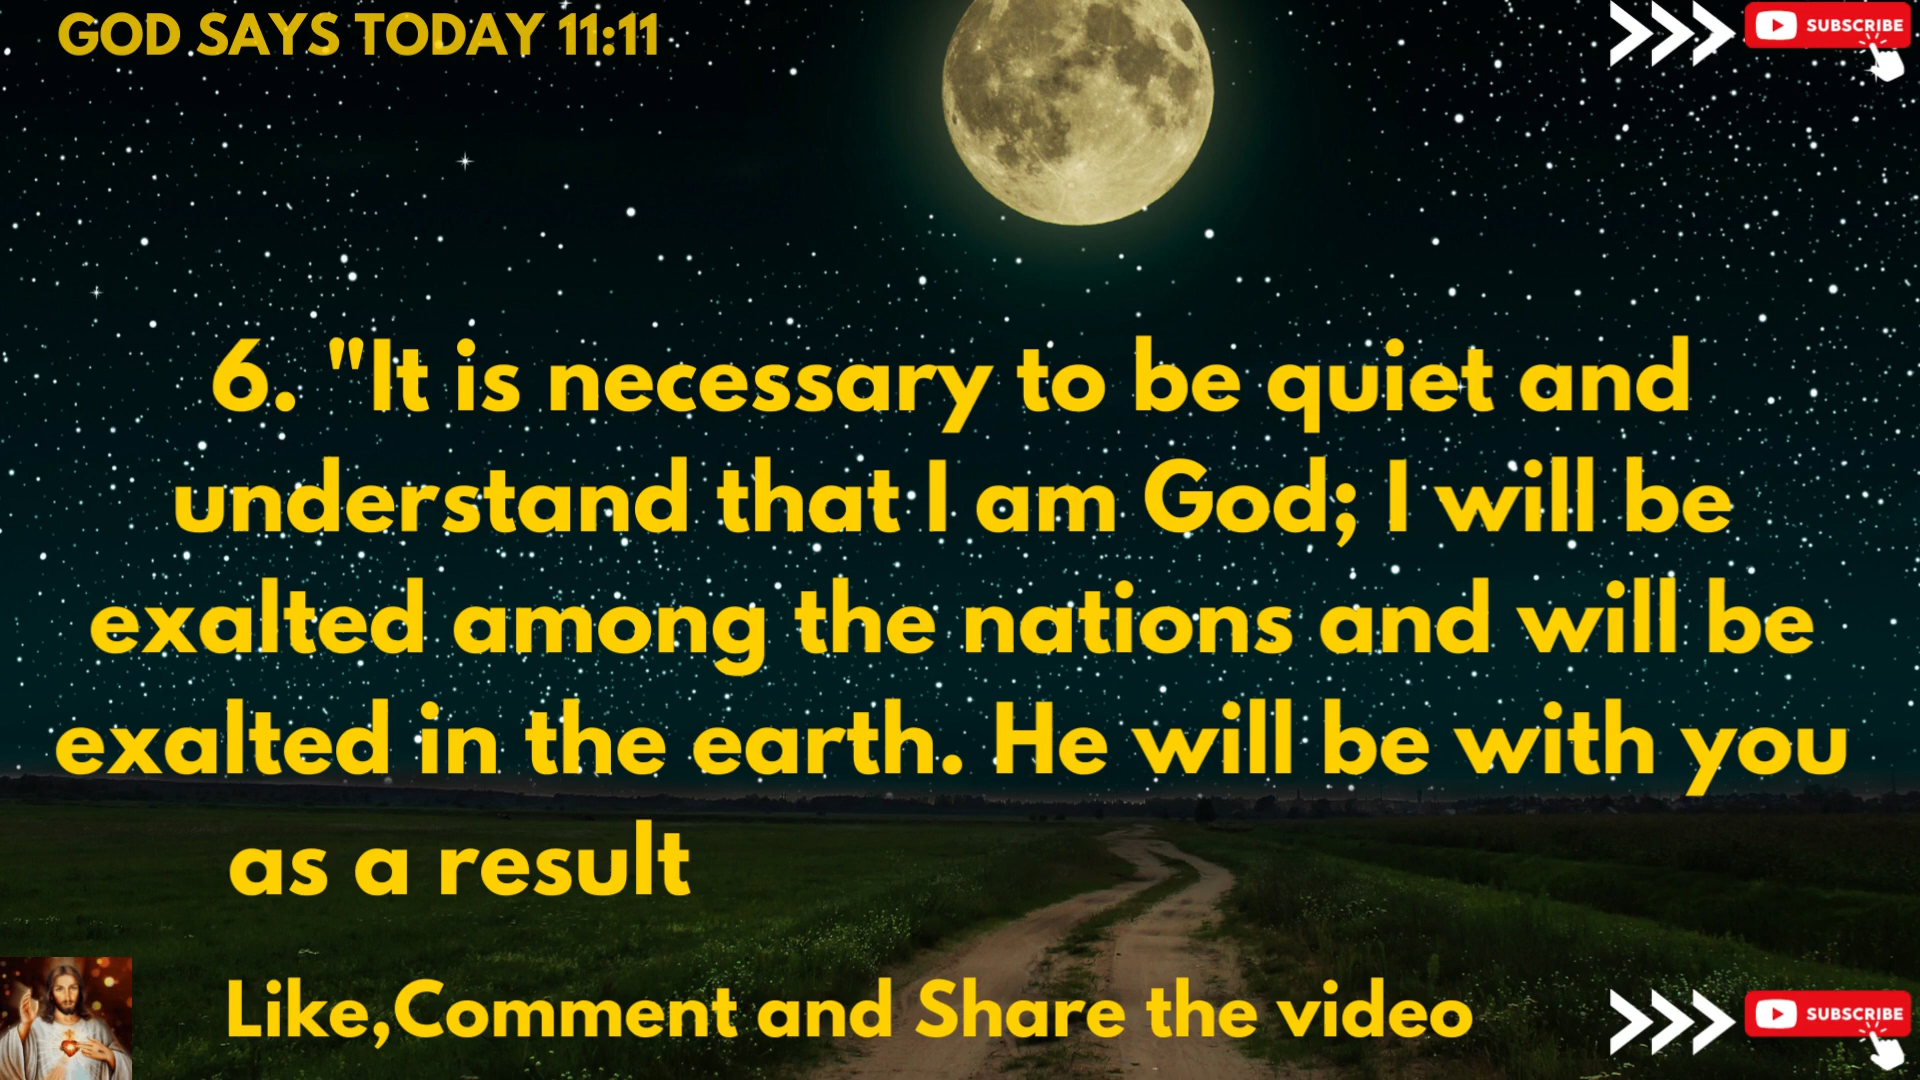 GOD SAYS TODAY 11:11
SUBSCRIBE
6. "It is necessary to be quiet and
understand that I am God; I will be
exalted among the nations and will be
exalted in the earth. He will be with you
as a result
Like,Comment and Share the video
SUBSCRIBE